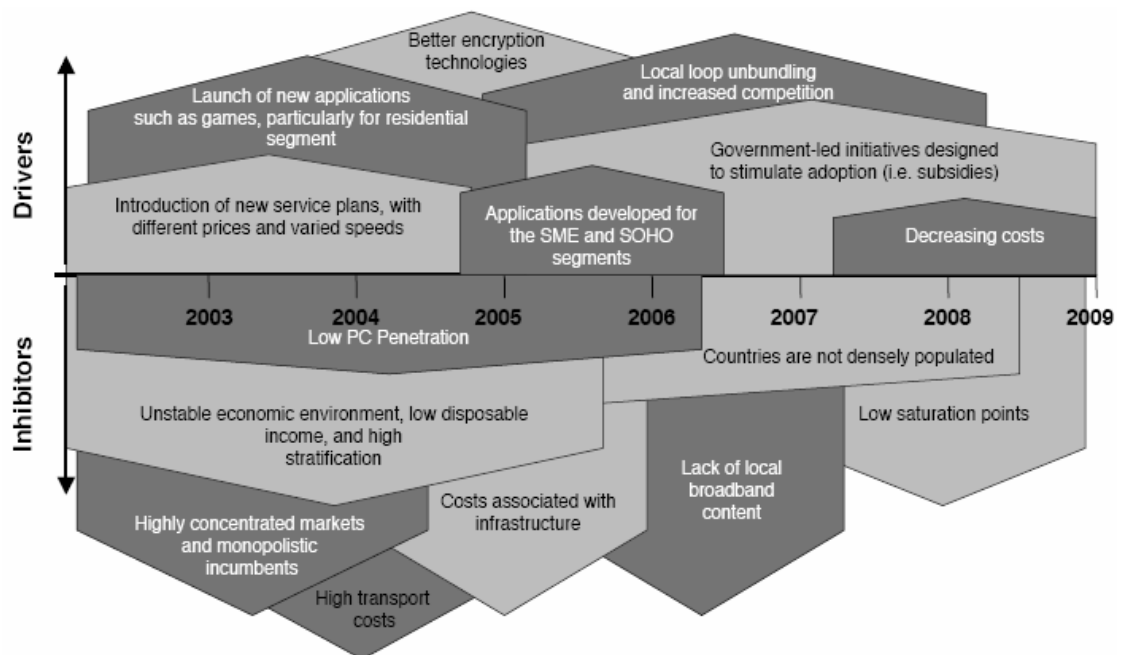 Drivers
Better encryption
technologies
Launch of new applications
such as games, particularly for residential
segment
Local loop unbundling
and increased competition
Government-led initiatives designed
to stimulate adoption (i.e. subsidies)
Introduction of new service plans, with
different prices and varied speeds
Applications developed for
the SME and SOHO
segments
Decreasing costs
2003 2004 2005 2006 2007 2008 2009
Inhibitors
Low PC Penetration
Countries are not densely populated
Unstable economic environment, low disposable
income, and high
stratification
Low saturation points
Lack of local
broadband
content
Costs associated with
infrastructure
Highly concentrated markets
and monopolistic
incumbents
High transport
costs